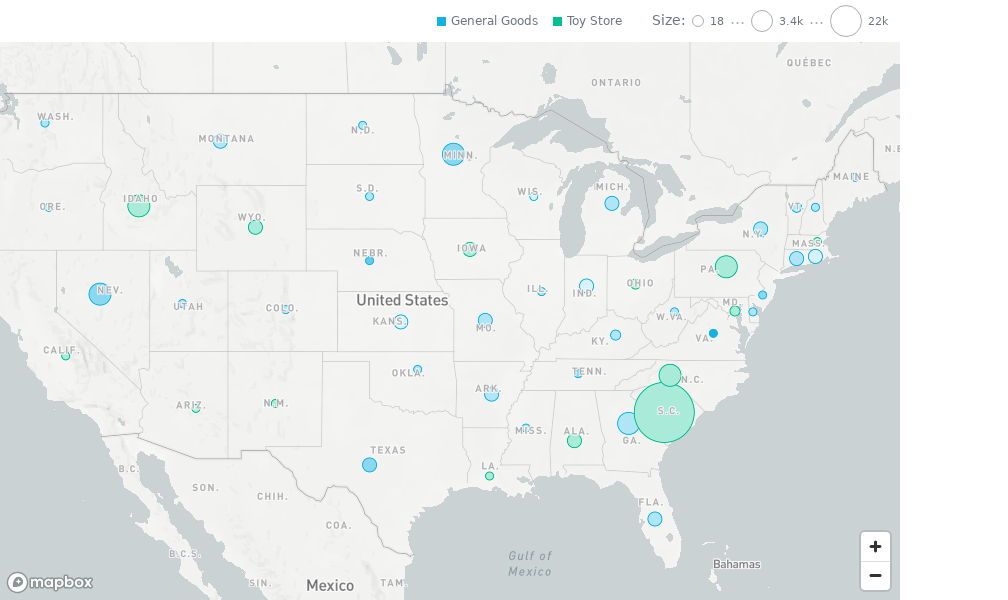 General Goods Toy Store Size: 18 ··· 3.4k ··· 22k
QUÉBEC
ONTARIO
WASH.
MONTANA
N.D.
MINN.
N.E
MAINE
ORE.
IDAHO
WYO.
S.D.
WIS.
MICH.
VT.
N.Y.
MASS.
NEBR.
IOWA
PA.
NEV.
UTAH
COLO.
United States
KANS.
MO.
ILL.
IND.
OHIO
W.VA.
MD.
VA.
KY.
CALIF.
ARIZ.
N.M.
OKLA.
ARK.
TENN.
N.C.
S.C.
MISS.
ALA.
GA.
TEXAS
LA.
FLA.
B.C.
SON.
CHIH.
COA.
B.C.S.
SIN.
Mexico
TAM.
Gulf of
Mexico
Bahamas
mapbox
+
−